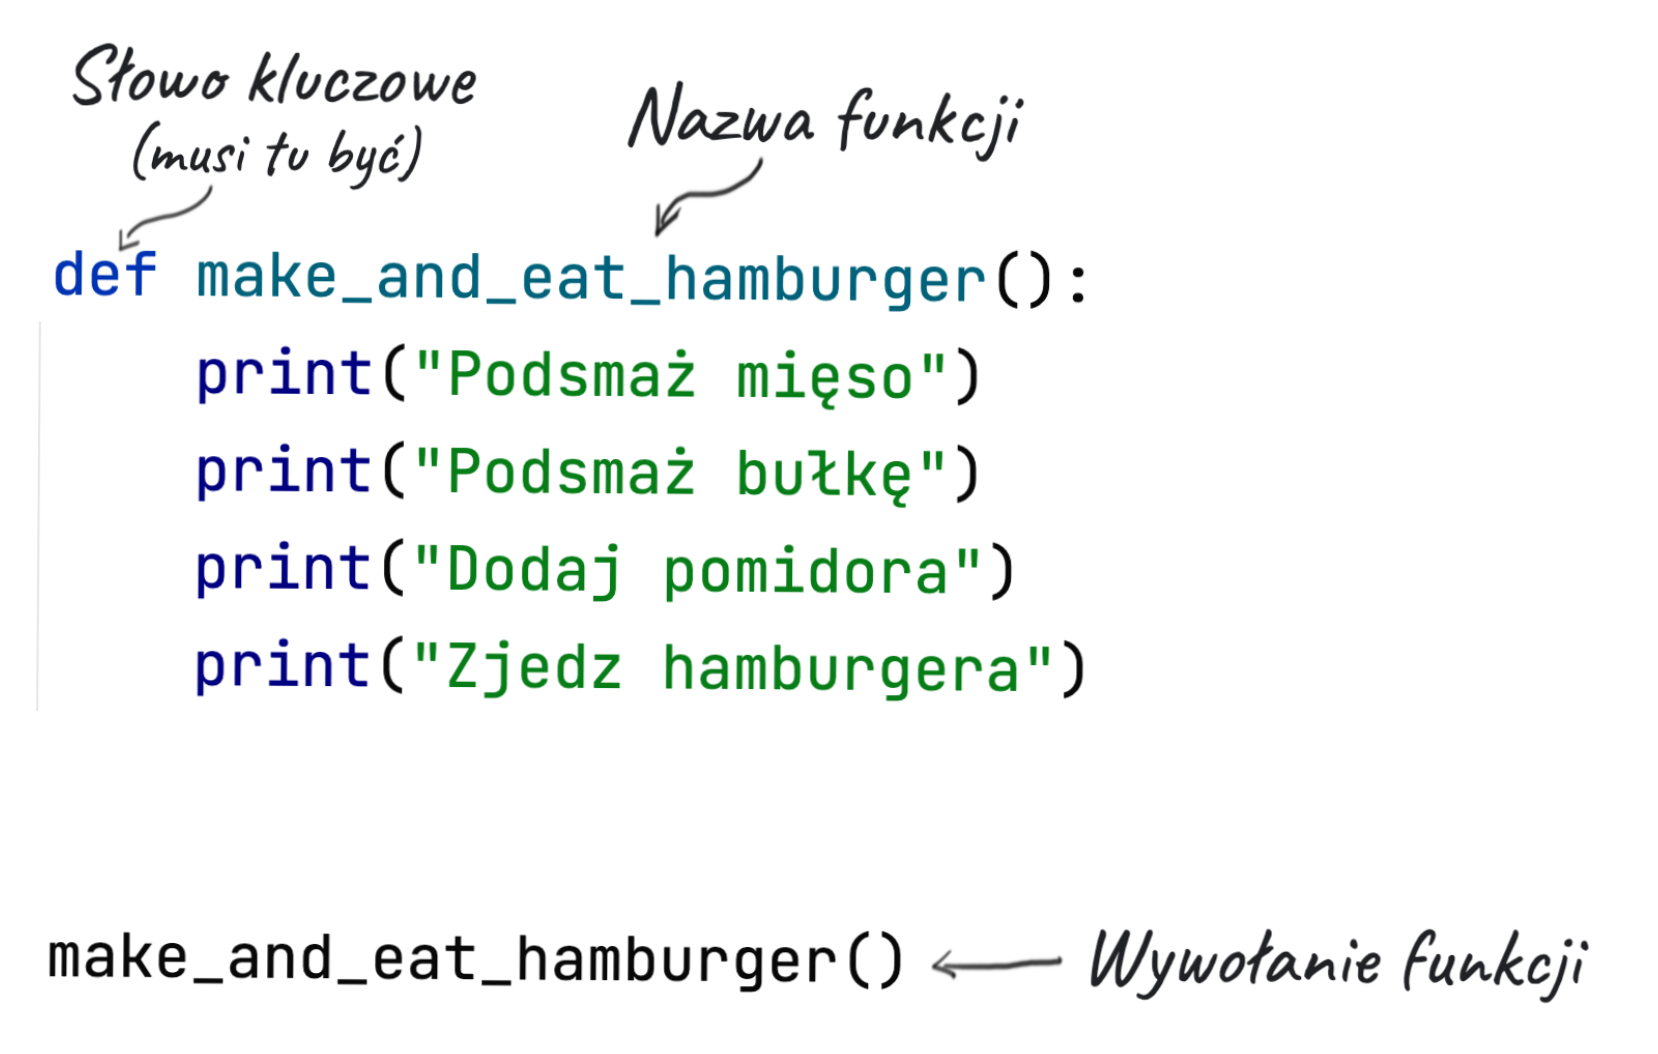 Słowo kluczowe
(musi tu być)
Nazwa funkcji
def make_and_eat_hamburger():
    print("Podsmaż mięso")
    print("Podsmaż bułkę")
    print("Dodaj pomidora")
    print("Zjedz hamburgera")
make_and_eat_hamburger()
Wywołanie funkcji